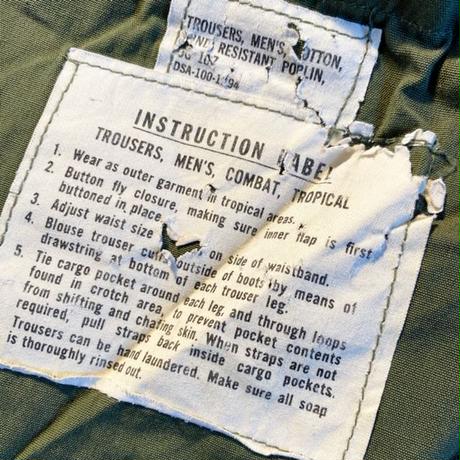 TROUSERS, MEN'S, COTTON,
WIND RESISTANT POPLIN,
OG 107
DSA-100-1 94
INSTRUCTION LABEL
TROUSERS, MEN'S, COMBAT, TROPICAL
1. Wear as outer garment in tropical areas.
2. Button fly closure, making sure inner flap is first
buttoned in place
3. Adjust waist size on side of waistband.
4. Blouse trouser cuff outside of boots by means of
drawstring at bottom of each trouser leg.
5. Tie cargo pocket around each leg, and through loops
found in crotch area, to prevent pocket contents
from shifting and chafing skin. When straps are not
required, pull straps back inside cargo pockets.
Trousers can be hand laundered. Make sure all soap
is thoroughly rinsed out.